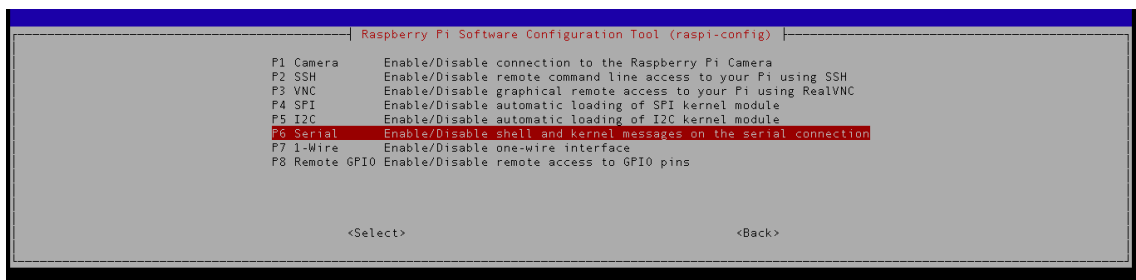 Raspberry Pi Software Configuration Tool (raspi-config)
P1 Camera Enable/Disable connection to the Raspberry Pi Camera
P2 SSH Enable/Disable remote command line access to your Pi using SSH
P3 VNC Enable/Disable graphical remote access to your Pi using RealVNC
P4 SPI Enable/Disable automatic loading of SPI kernel module
P5 I2C Enable/Disable automatic loading of I2C kernel module
P6 Serial Enable/Disable shell and kernel messages on the serial connection
P7 1-Wire Enable/Disable one-wire interface
P8 Remote GPIO Enable/Disable remote access to GPIO pins
<Select> <Back>